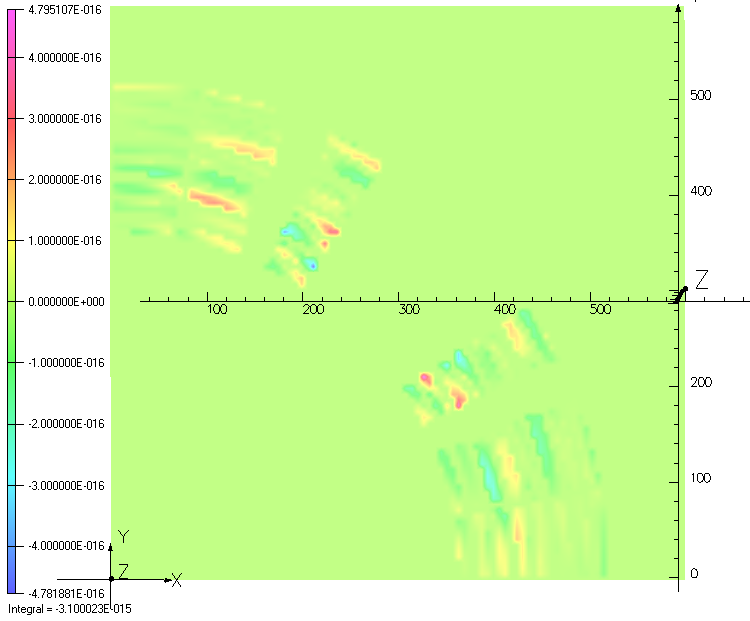 4.795107E-016
4.000000E-016
3.000000E-016
2.000000E-016
1.000000E-016
0.000000E+000
-1.000000E-016
-2.000000E-016
-3.000000E-016
-4.000000E-016
-4.781881E-016
Integral = -3.100023E-015
500
400
Z
100 200 300 400 500
200
100
0
Y
Z X